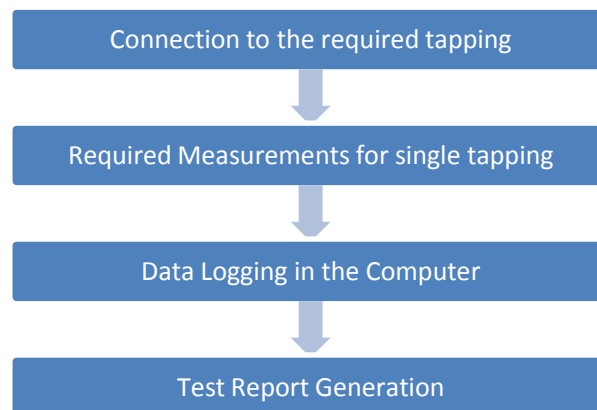 Connection to the required tapping
Required Measurements for single tapping
Data Logging in the Computer
Test Report Generation